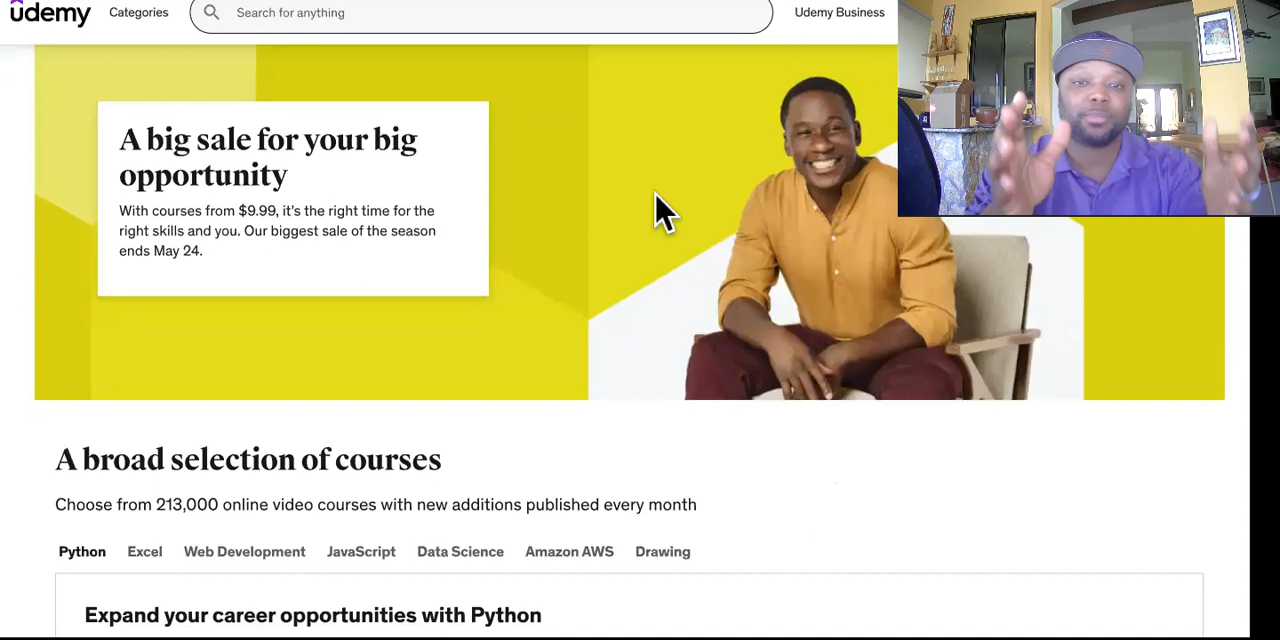 udemy
Categories
Search for anything
Udemy Business
A big sale for your big
opportunity
With courses from $9.99, it's the right time for the
right skills and you. Our biggest sale of the season
ends May 24.
A broad selection of courses
Choose from 213,000 online video courses with new additions published every month
Python Excel Web Development JavaScript Data Science Amazon AWS Drawing
Expand your career opportunities with Python